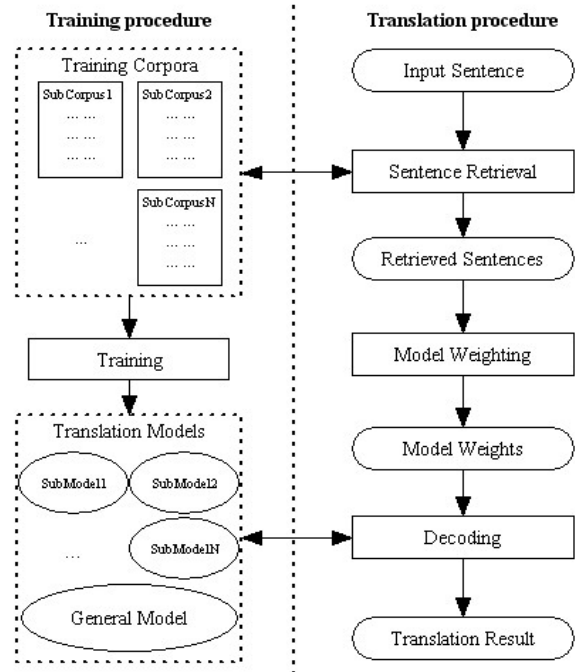 Training procedure
Training Corpora
SubCorpus1
... ...
... ...
... ...
SubCorpus2
... ...
... ...
... ...
SubCorpusN
... ...
... ...
... ...
...
Training
Translation Models
SubModel1
SubModel2
...
SubModelN
General Model
Translation procedure
Input Sentence
Sentence Retrieval
Retrieved Sentences
Model Weighting
Model Weights
Decoding
Translation Result